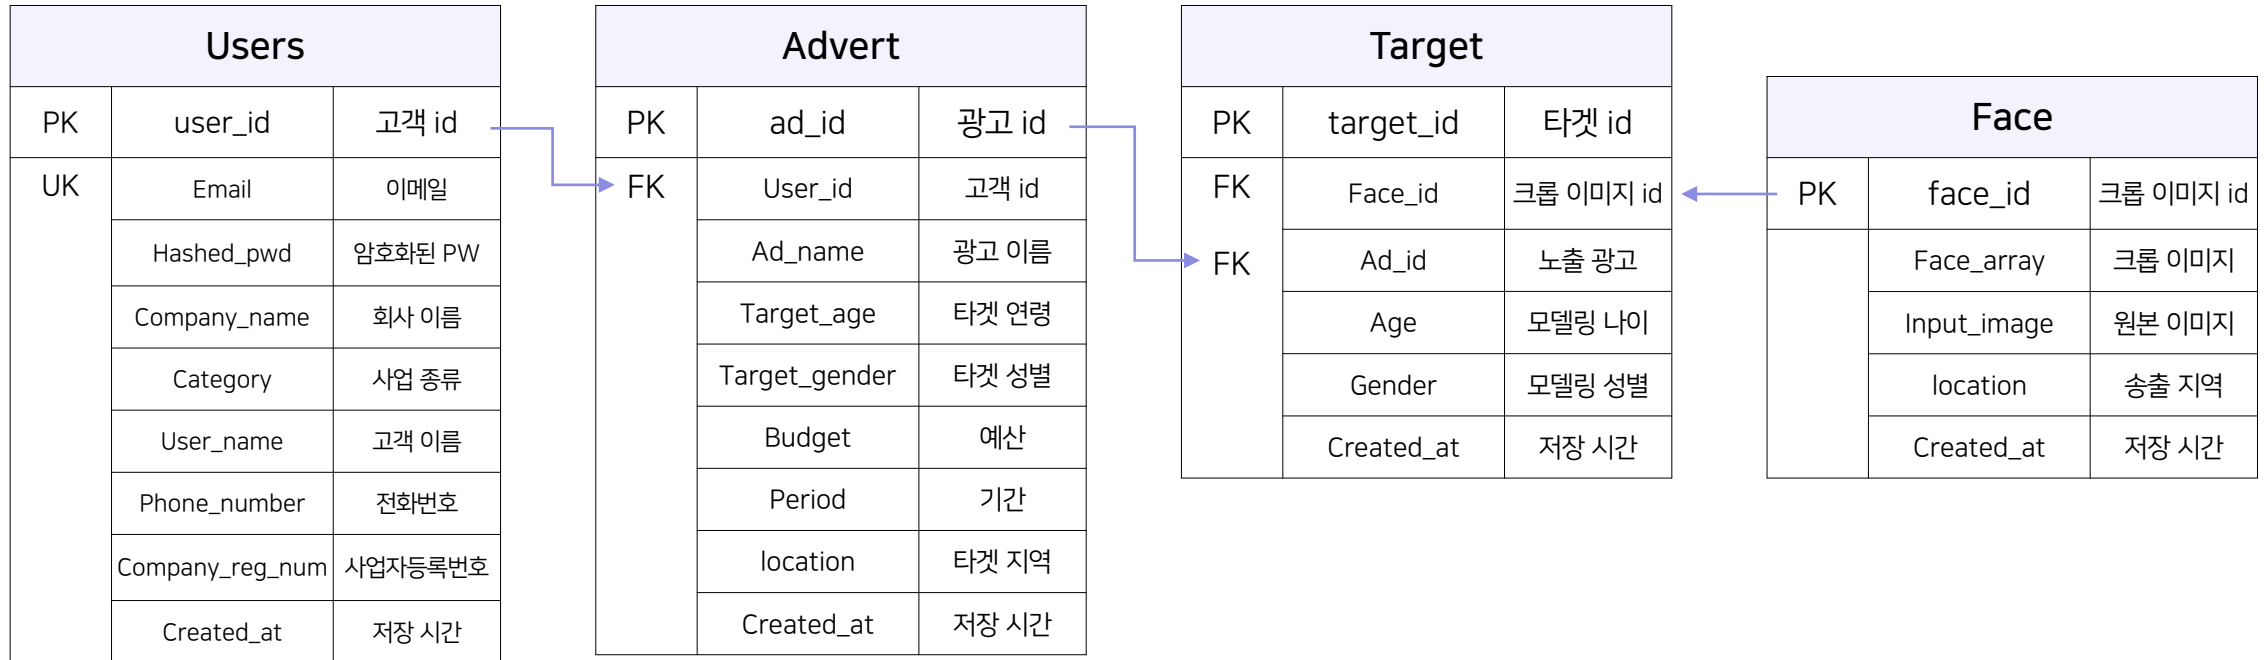 Users
PK user_id 고객 id
UK Email 이메일
Hashed_pwd 암호화된 PW
Company_name 회사 이름
Category 사업 종류
User_name 고객 이름
Phone_number 전화번호
Company_reg_num 사업자등록번호
Created_at 저장 시간
Advert
PK ad_id 광고 id
FK User_id 고객 id
Ad_name 광고 이름
Target_age 타겟 연령
Target_gender 타겟 성별
Budget 예산
Period 기간
location 타겟 지역
Created_at 저장 시간
Target
PK target_id 타겟 id
FK Face_id 크롭 이미지 id
FK Ad_id 노출 광고
Age 모델링 나이
Gender 모델링 성별
Created_at 저장 시간
Face
PK face_id 크롭 이미지 id
Face_array 크롭 이미지
Input_image 원본 이미지
location 송출 지역
Created_at 저장 시간